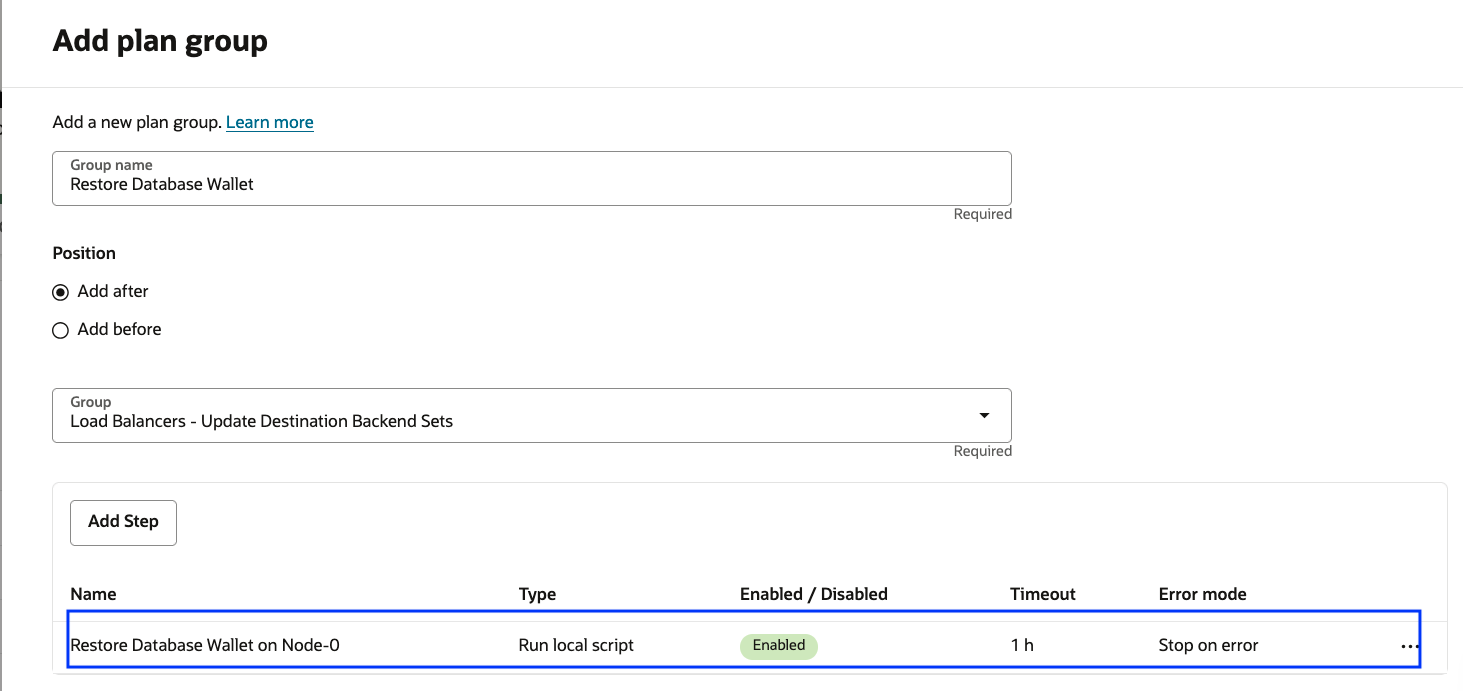 Add plan group
Add a new plan group. Learn more
Group name
Restore Database Wallet
Required
Position
Add after
Add before
Group
Load Balancers - Update Destination Backend Sets
Required
Add Step
Name Type Enabled / Disabled Timeout Error mode
Restore Database Wallet on Node-0 Run local script Enabled 1 h Stop on error